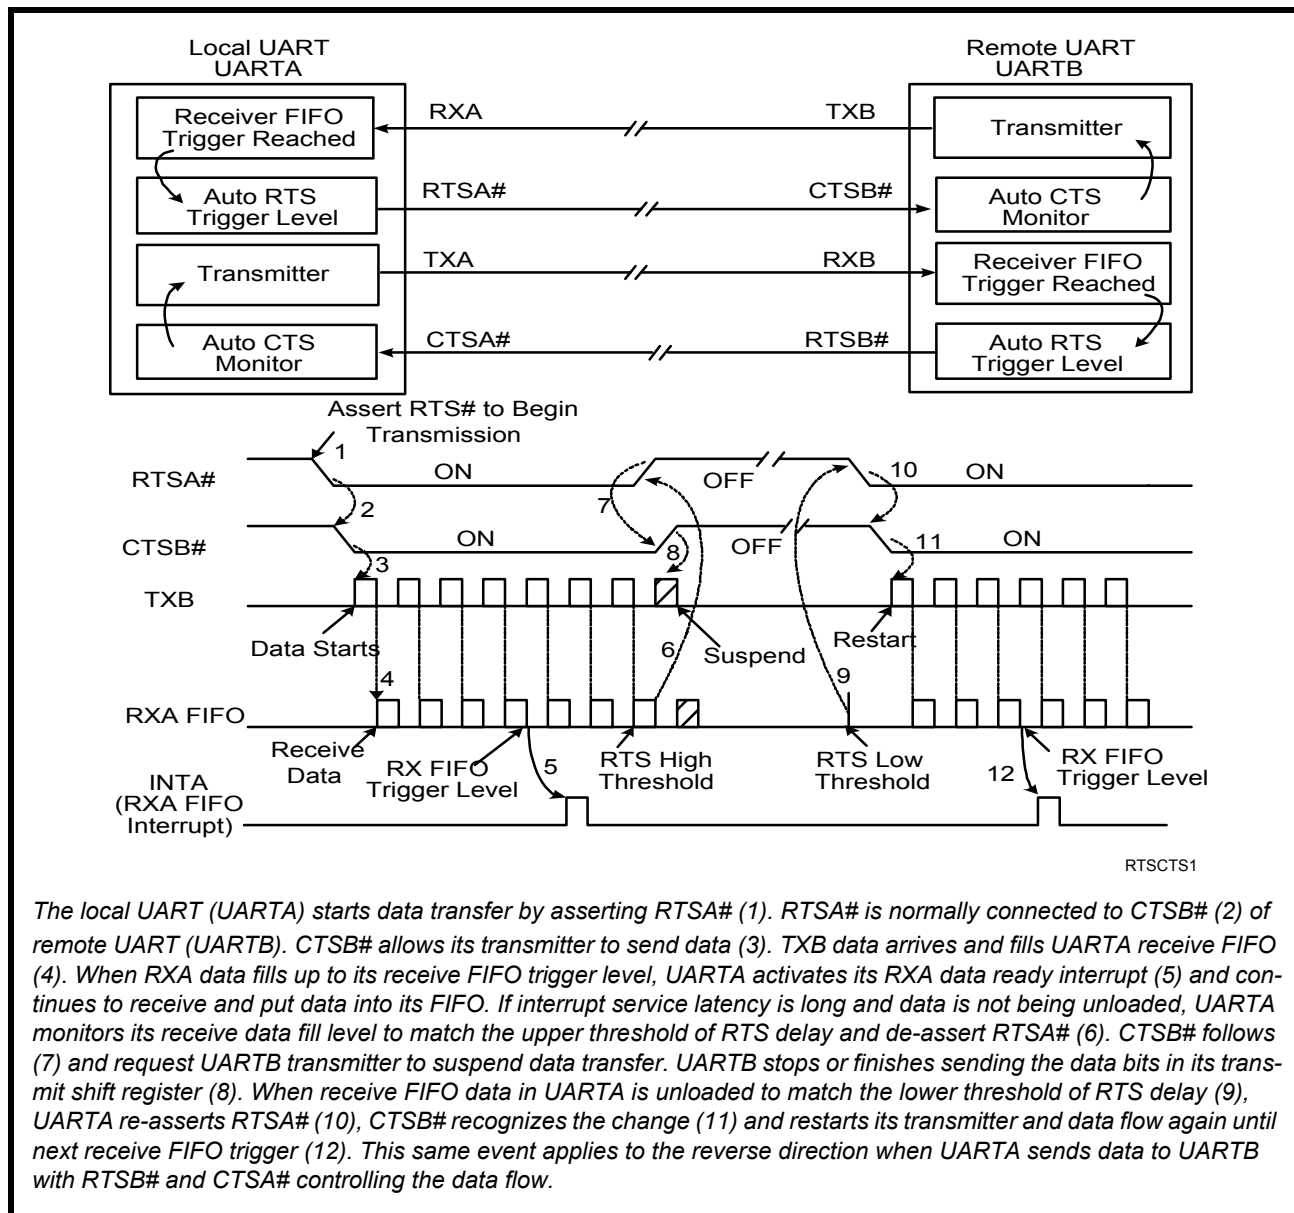 Local UART
UARTA
Remote UART
UARTB
Receiver FIFO
Trigger Reached
RXA
TXB
Transmitter
Auto RTS
Trigger Level
RTSA#
CTSB#
Auto CTS
Monitor
Transmitter
TXA
RXB
Receiver FIFO
Trigger Reached
Auto CTS
Monitor
CTSA#
RTSB#
Auto RTS
Trigger Level
Assert RTS# to Begin
Transmission
1
RTSA#
ON
OFF
10
ON
2
7
CTSB#
ON
8
OFF
11
ON
3
TXB
Data Starts
6
Suspend
Restart
4
9
RXA FIFO
Receive
Data
RX FIFO
Trigger Level
5
RTS High
Threshold
RTS Low
Threshold
12
RX FIFO
Trigger Level
INTA
(RXA FIFO
Interrupt)
RTSCTS1
The local UART (UARTA) starts data transfer by asserting RTSA# (1). RTSA# is normally connected to CTSB# (2) of
remote UART (UARTB). CTSB# allows its transmitter to send data (3). TXB data arrives and fills UARTA receive FIFO
(4). When RXA data fills up to its receive FIFO trigger level, UARTA activates its RXA data ready interrupt (5) and con-
tinues to receive and put data into its FIFO. If interrupt service latency is long and data is not being unloaded, UARTA
monitors its receive data fill level to match the upper threshold of RTS delay and de-assert RTSA# (6). CTSB# follows
(7) and request UARTB transmitter to suspend data transfer. UARTB stops or finishes sending the data bits in its trans-
mit shift register (8). When receive FIFO data in UARTA is unloaded to match the lower threshold of RTS delay (9),
UARTA re-asserts RTSA# (10), CTSB# recognizes the change (11) and restarts its transmitter and data flow again until
next receive FIFO trigger (12). This same event applies to the reverse direction when UARTA sends data to UARTB
with RTSB# and CTSA# controlling the data flow.